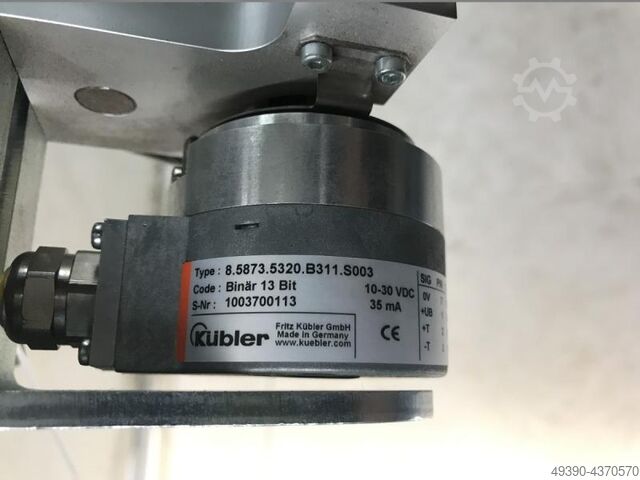 Type : 8.5873.5320.B311.S003
Code : Binär 13 Bit 10-30 VDC
S-Nr : 1003700113 35 mA
Kübler
Fritz Kübler GmbH
Made in Germany
www.kuebler.com
CE
SIG
0V
+UB
+T
-T
49390-4370570